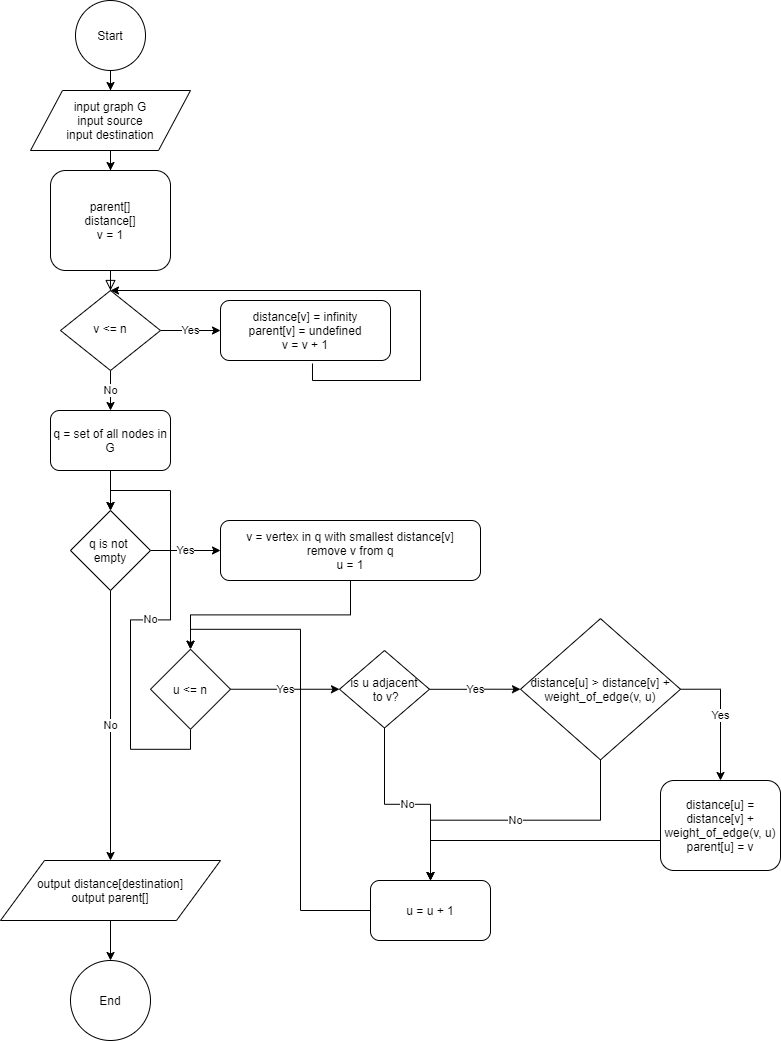 Start
input graph G
input source
input destination
parent[]
distance[]
v = 1
v <= n
Yes
distance[v] = infinity
parent[v] = undefined
v = v + 1
No
q = set of all nodes in
G
q is not
empty
Yes
v = vertex in q with smallest distance[v]
remove v from q
u = 1
No
u <= n
Yes
is u adjacent
to v?
Yes
distance[u] > distance[v] +
weight_of_edge(v, u)
Yes
No
distance[u] =
distance[v] +
weight_of_edge(v, u)
parent[u] = v
No
No
output distance[destination]
output parent[]
u = u + 1
End